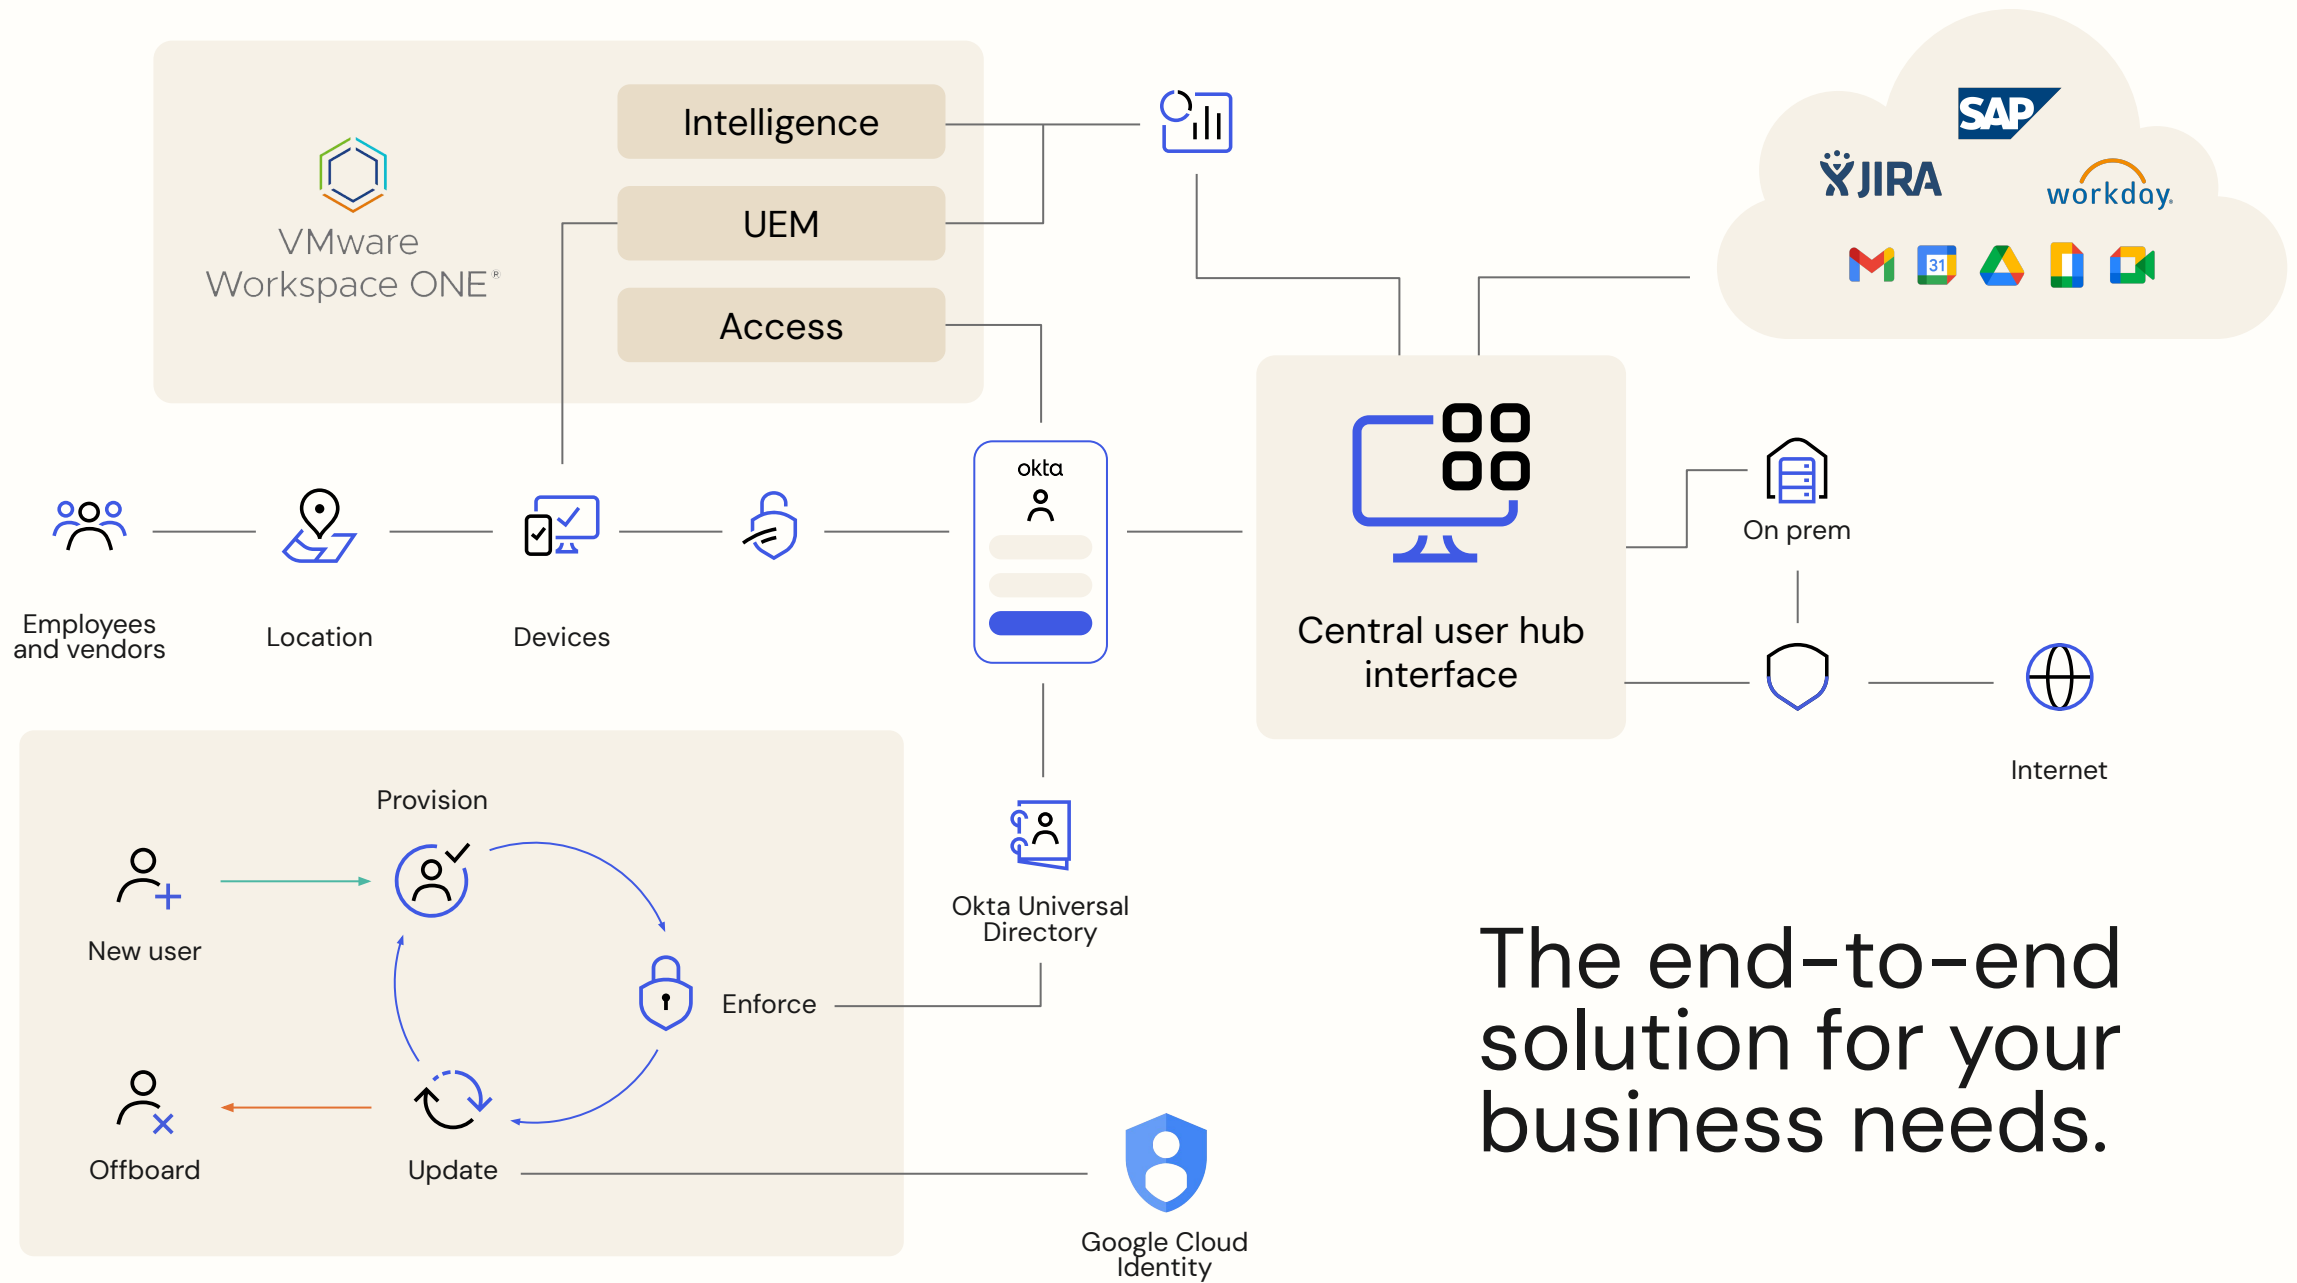 Intelligence
UEM
Access
VMware
Workspace ONE®
SAP
JIRA
workday®
31
okta
Employees
and vendors
Location
Devices
Central user hub
interface
On prem
Internet
Provision
New user
Enforce
Offboard
Update
Okta Universal
Directory
Google Cloud
Identity
The end-to-end
solution for your
business needs.